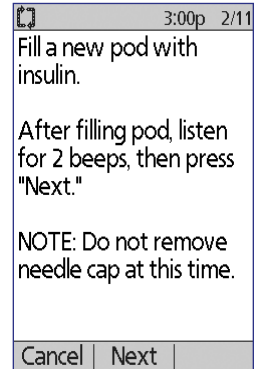 3:00p 2/11
Fill a new pod with
insulin.
After filling pod, listen
for 2 beeps, then press
"Next."
NOTE: Do not remove
needle cap at this time.
Cancel | Next |